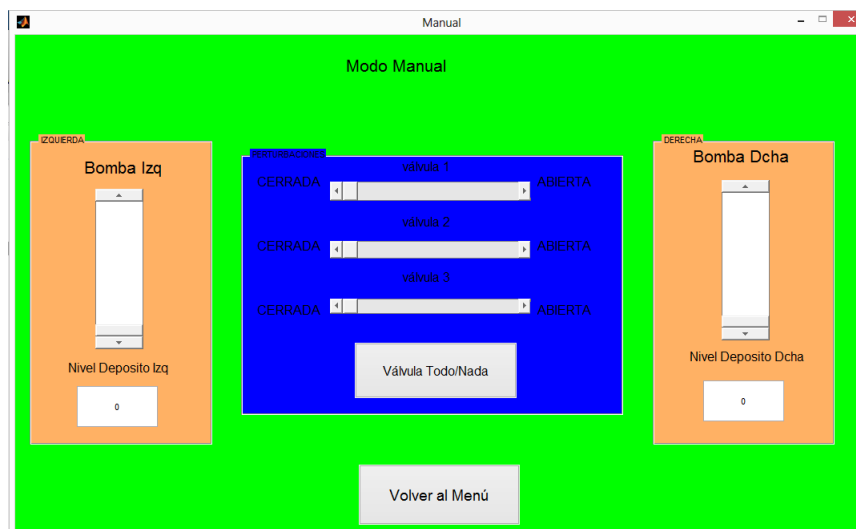 Manual
Modo Manual
IZQUIERDA
Bomba Izq
Nivel Deposito Izq
0
PERTURBACIONES
válvula 1
CERRADA
ABIERTA
válvula 2
CERRADA
ABIERTA
válvula 3
CERRADA
ABIERTA
Válvula Todo/Nada
DERECHA
Bomba Dcha
Nivel Deposito Dcha
0
Volver al Menú